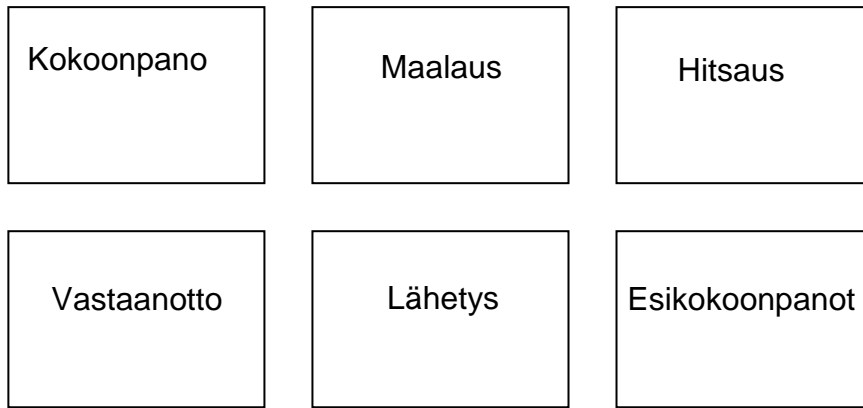 Kokoonpano
Maalaus
Hitsaus
Vastaanotto
Lähetys
Esikokoonpanot